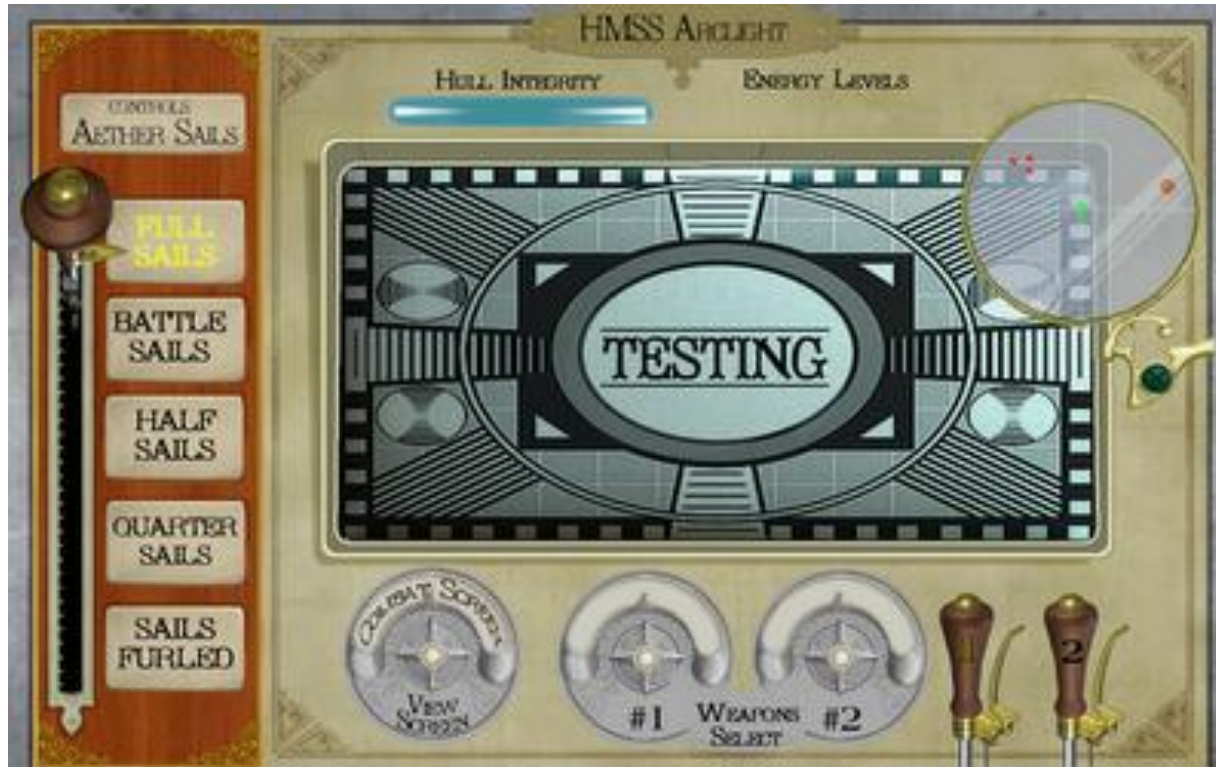 HMSS Arclight
Hull Integrity
Energy Levels
Controls
Aether Sails
FULL
SAILS
BATTLE
SAILS
HALF
SAILS
QUARTER
SAILS
SAILS
FURLED
TESTING
Combat Screen
View
Screen
#1
Weapons
Select
#2
1
2